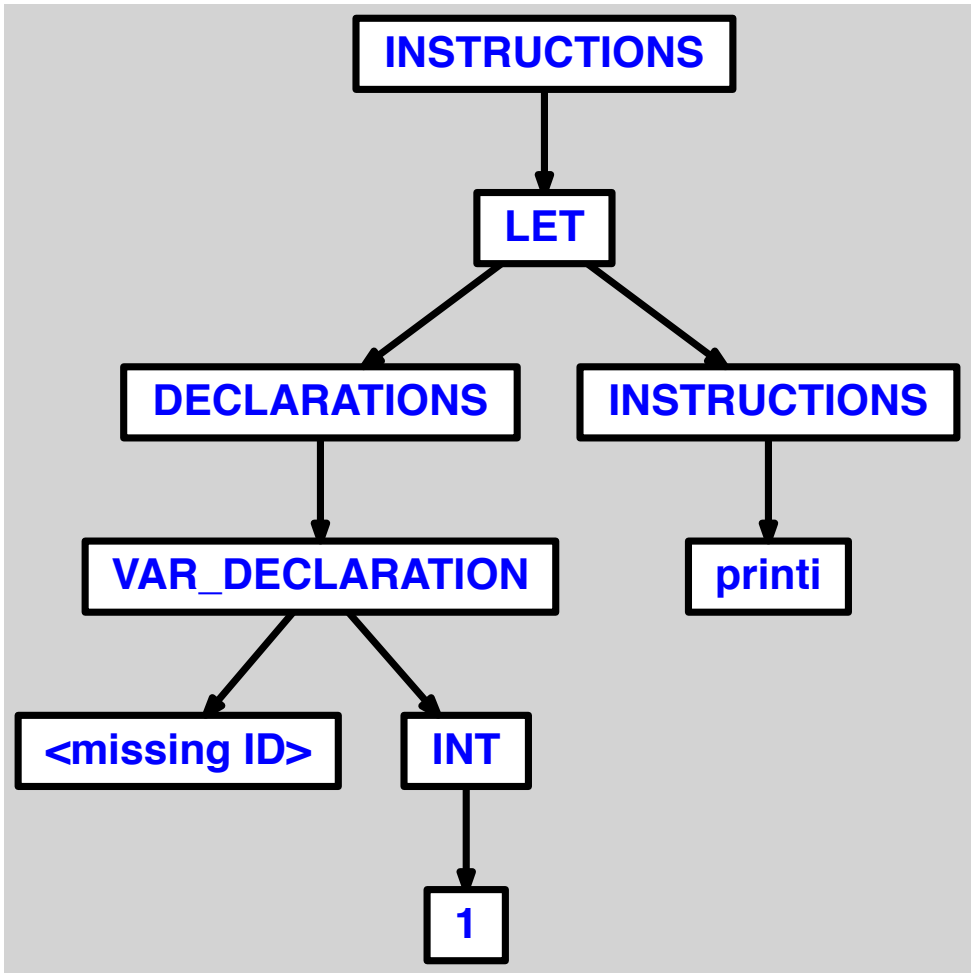 INSTRUCTIONS
LET
DECLARATIONS
INSTRUCTIONS
VAR_DECLARATION
printi
<missing ID>
INT
1